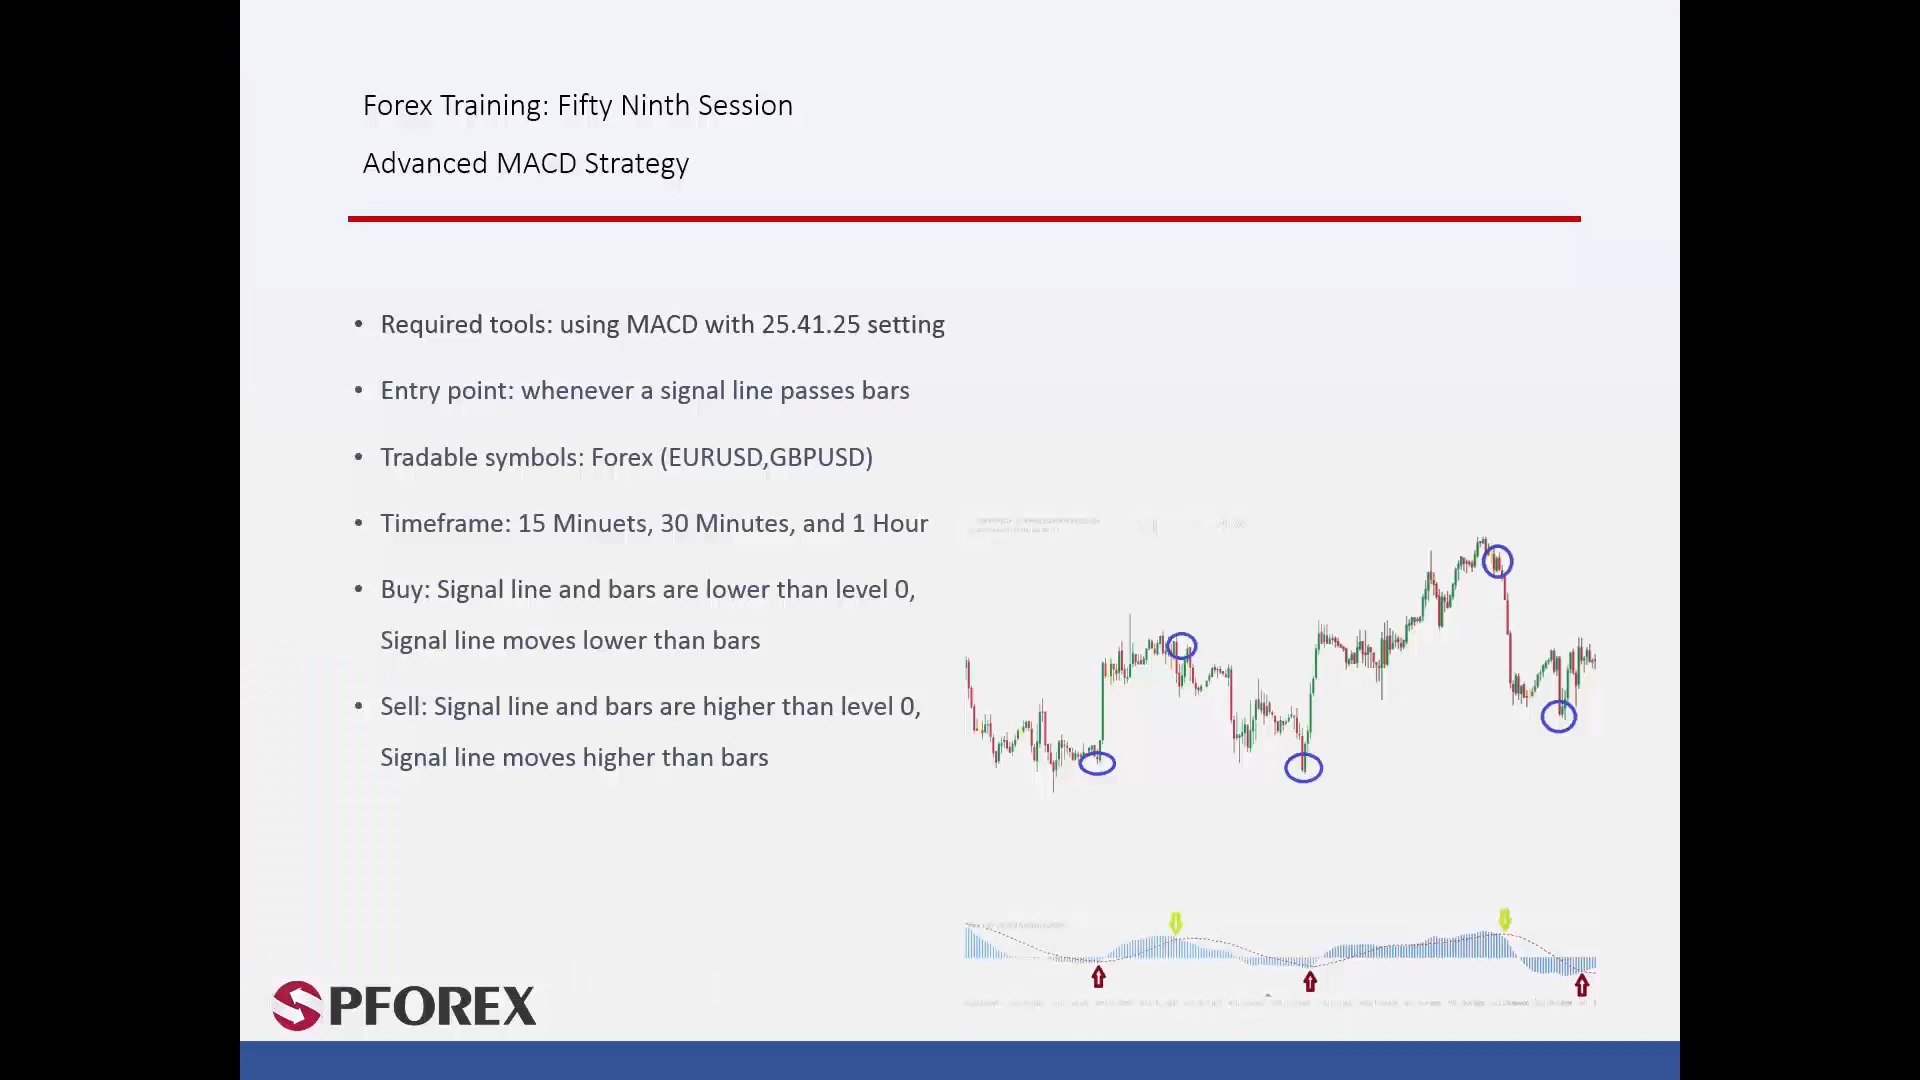 Forex Training: Fifty Ninth Session
Advanced MACD Strategy
• Required tools: using MACD with 25.41.25 setting
• Entry point: whenever a signal line passes bars
• Tradable symbols: Forex (EURUSD,GBPUSD)
• Timeframe: 15 Minuets, 30 Minutes, and 1 Hour
• Buy: Signal line and bars are lower than level 0,
Signal line moves lower than bars
• Sell: Signal line and bars are higher than level 0,
Signal line moves higher than bars
PFOREX